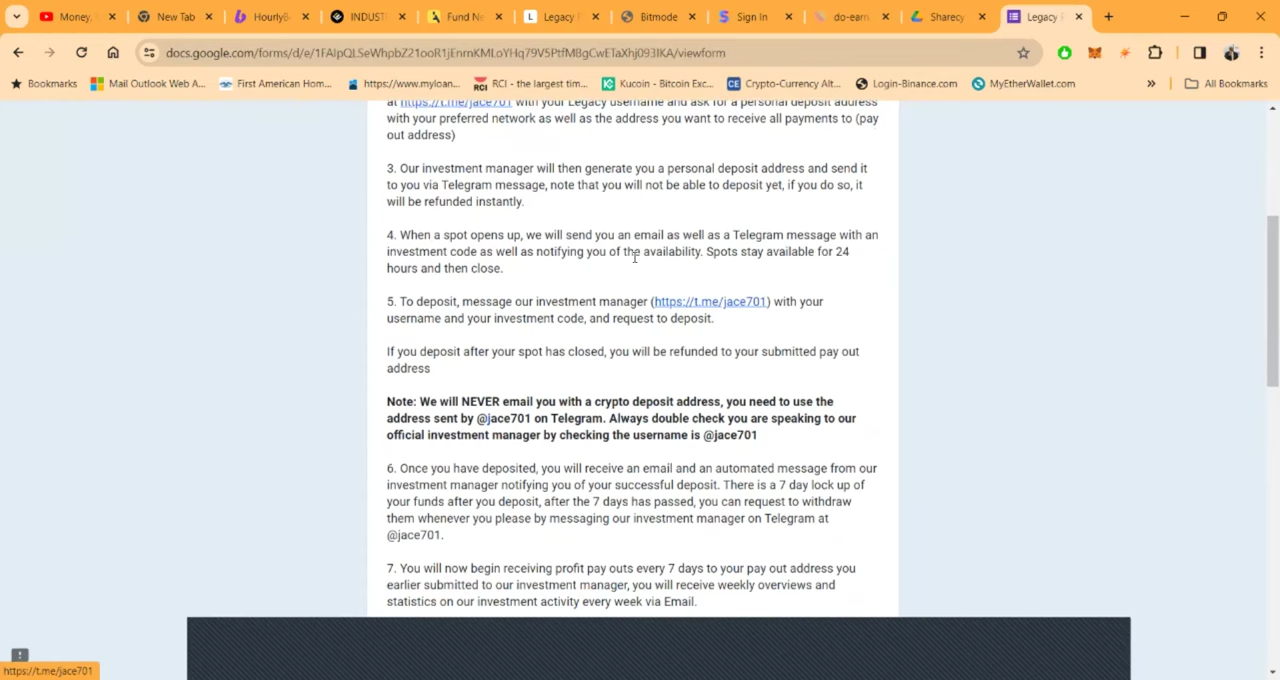 Money,
New Tab
HourlyB
INDUST
Fund Ne
Legacy F
Bitmode
Sign In
do-earn
Sharecy
Legacy E
docs.google.com/forms/d/e/1FAIpQLSeWhpbZ21ooR1jEnrnKMLoYHq79V5PtfM8gCwETaXhj093IKA/viewform
Bookmarks
Mail Outlook Web A...
First American Hom...
https://www.myloan...
RCI - the largest tim...
Kucoin - Bitcoin Exc...
Crypto-Currency Alt...
Login-Binance.com
MyEtherWallet.com
All Bookmarks
at https://t.me/jace701 with your Legacy username and ask for a personal deposit address
with your preferred network as well as the address you want to receive all payments to (pay
out address)
3. Our investment manager will then generate you a personal deposit address and send it
to you via Telegram message, note that you will not be able to deposit yet, if you do so, it
will be refunded instantly.
4. When a spot opens up, we will send you an email as well as a Telegram message with an
investment code as well as notifying you of the availability. Spots stay available for 24
hours and then close.
5. To deposit, message our investment manager (https://t.me/jace701) with your
username and your investment code, and request to deposit.
If you deposit after your spot has closed, you will be refunded to your submitted pay out
address
Note: We will NEVER email you with a crypto deposit address, you need to use the
address sent by @jace701 on Telegram. Always double check you are speaking to our
official investment manager by checking the username is @jace701
6. Once you have deposited, you will receive an email and an automated message from our
investment manager notifying you of your successful deposit. There is a 7 day lock up of
your funds after you deposit, after the 7 days has passed, you can request to withdraw
them whenever you please by messaging our investment manager on Telegram at
@jace701.
7. You will now begin receiving profit pay outs every 7 days to your pay out address you
earlier submitted to our investment manager, you will receive weekly overviews and
statistics on our investment activity every week via Email.
https://t.me/jace701